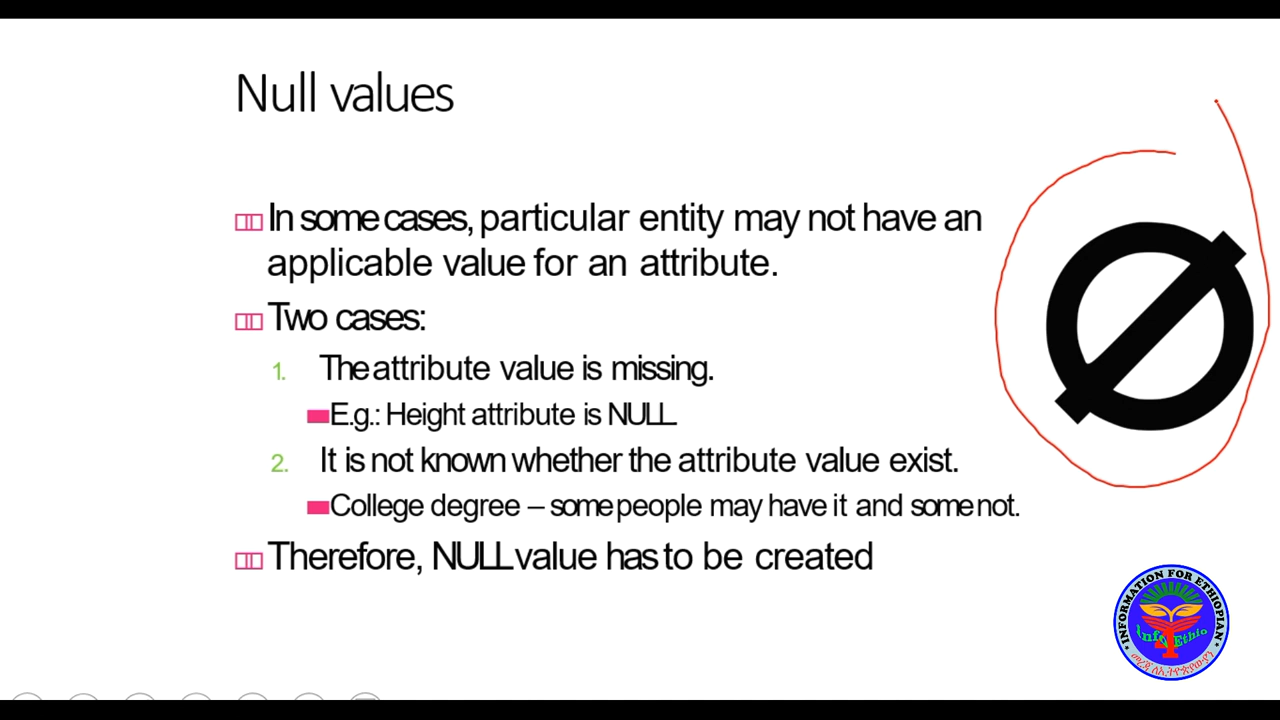 Null values
In some cases, particular entity may not have an
applicable value for an attribute.
Two cases:
1. The attribute value is missing.
E.g.: Height attribute is NULL.
2. It is not known whether the attribute value exist.
College degree – some people may have it and some not.
Therefore, NULL value has to be created
INFORMATION FOR ETHIOPIAN
Info4Ethio
መረጃ ለኢትዮጵያውያን